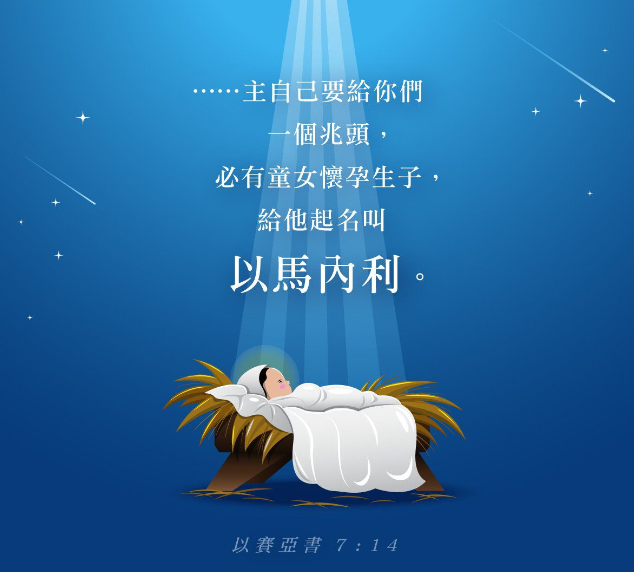 ……主自己要給你們
一個兆頭，
必有童女懷孕生子，
給他起名叫
以馬內利。
以賽亞書 7:14